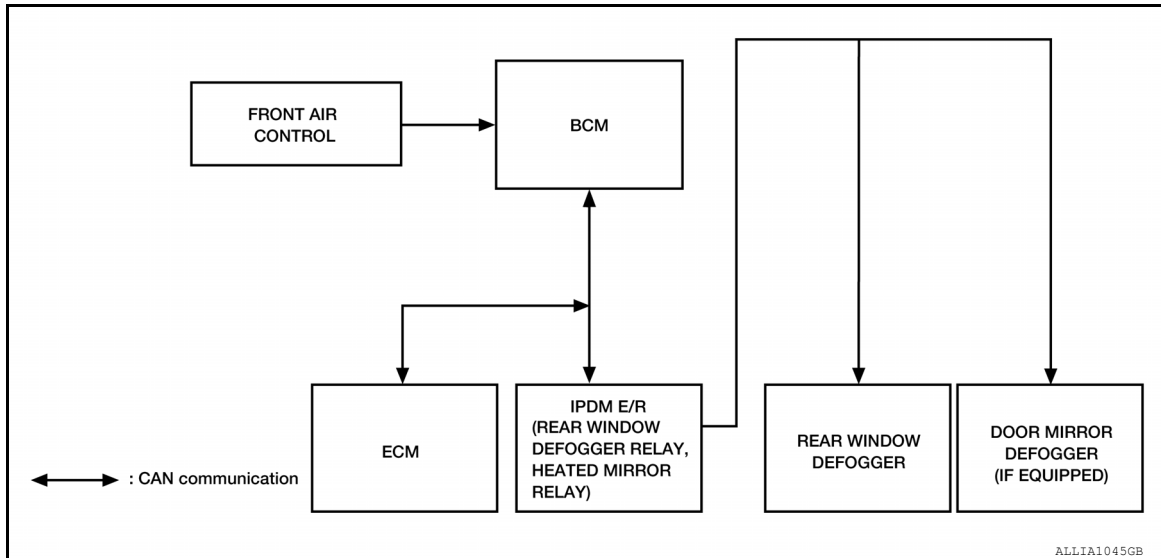 FRONT AIR
CONTROL
BCM
ECM
IPDM E/R
(REAR WINDOW
DEFOGGER RELAY,
HEATED MIRROR
RELAY)
REAR WINDOW
DEFOGGER
DOOR MIRROR
DEFOGGER
(IF EQUIPPED)
: CAN communication
ALLIA1045GB